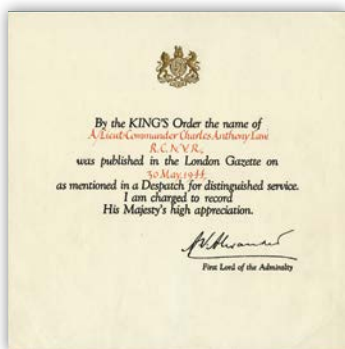 By the KING'S Order the name of
A/Lieut-Commander Charles Anthony Law
R.C.N.V.R.,
was published in the London Gazette on
30 May, 1944,
as mentioned in a Despatch for distinguished service.
I am charged to record
His Majesty's high appreciation.
A.V. Alexander
First Lord of the Admiralty